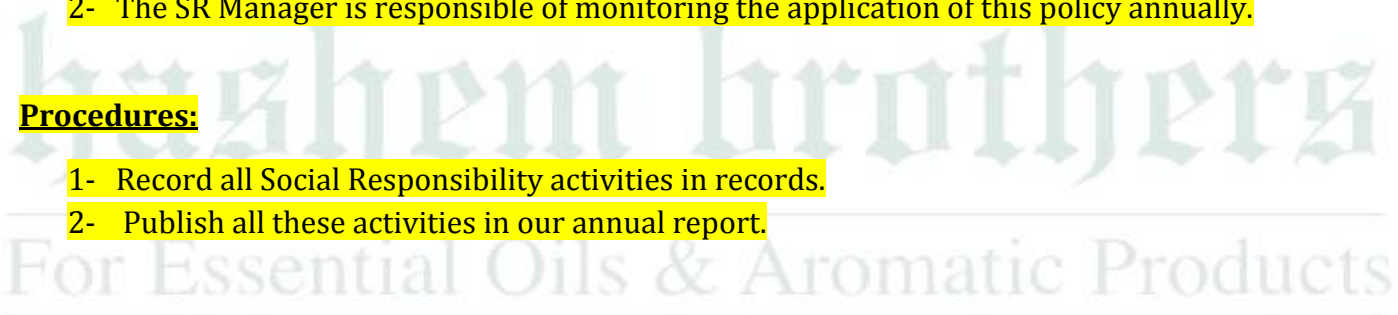 2- The SR Manager is responsible of monitoring the application of this policy annually.
hashem brothers
Procedures:
1- Record all Social Responsibility activities in records.
2- Publish all these activities in our annual report.
For Essential Oils & Aromatic Products